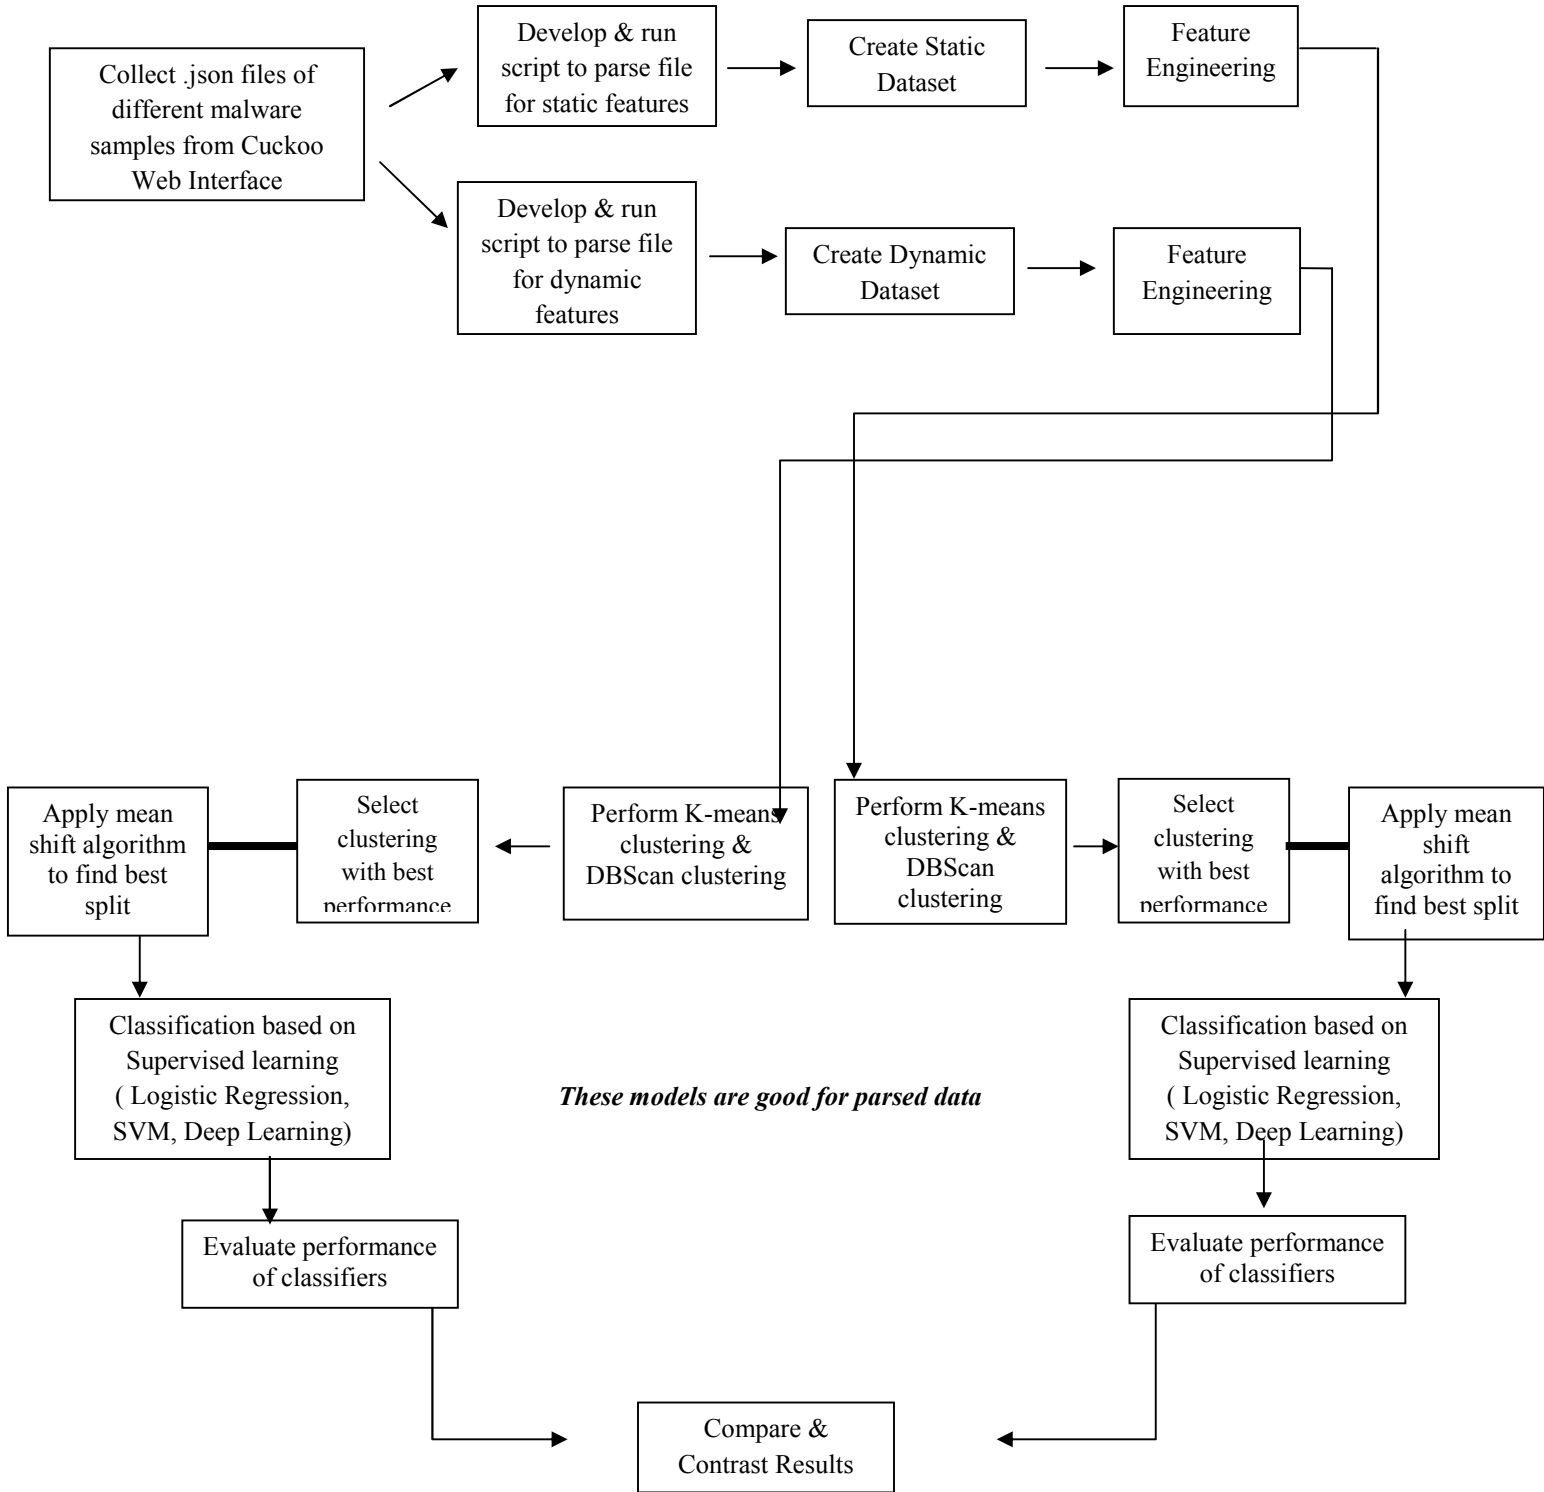 Collect .json files of
different malware
samples from Cuckoo
Web Interface
Develop & run
script to parse file
for static features
Create Static
Dataset
Feature
Engineering
Develop & run
script to parse file
for dynamic
features
Create Dynamic
Dataset
Feature
Engineering
Apply mean
shift algorithm
to find best
split
Select
clustering
with best
performance
Perform K-means
clustering &
DBScan clustering
Perform K-means
clustering &
DBScan
clustering
Select
clustering
with best
performance
Apply mean
shift
algorithm to
find best split
Classification based on
Supervised learning
( Logistic Regression,
SVM, Deep Learning)
These models are good for parsed data
Classification based on
Supervised learning
( Logistic Regression,
SVM, Deep Learning)
Evaluate performance
of classifiers
Evaluate performance
of classifiers
Compare &
Contrast Results